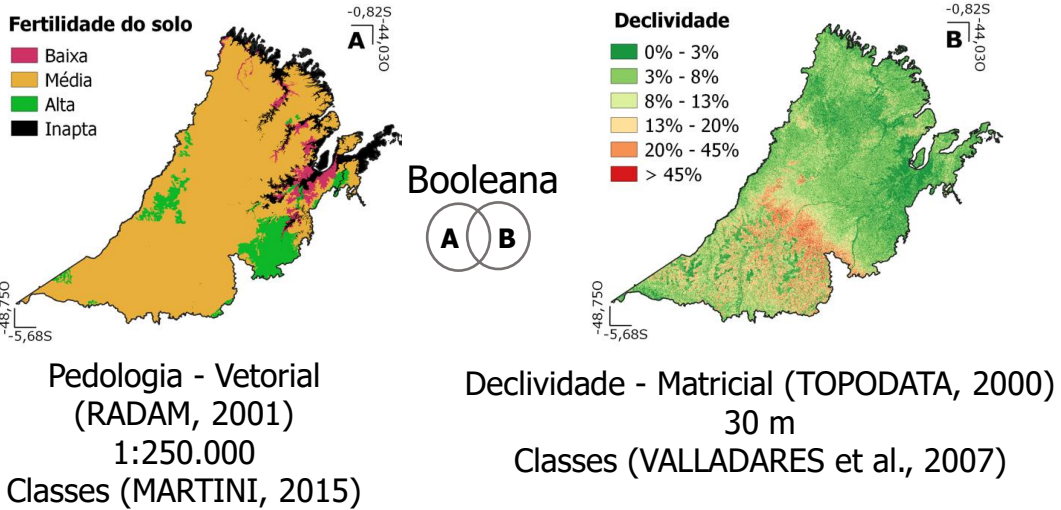 Fertilidade do solo
Baixa
Média
Alta
Inapta
-0,82S
-44,03O
A
-48,75O
-5,68S
Pedologia - Vetorial
(RADAM, 2001)
1:250.000
Classes (MARTINI, 2015)
Booleana
A B
Declividade
0% - 3%
3% - 8%
8% - 13%
13% - 20%
20% - 45%
> 45%
-0,82S
-44,03O
B
-48,75O
-5,68S
Declividade - Matricial (TOPODATA, 2000)
30 m
Classes (VALLADARES et al., 2007)